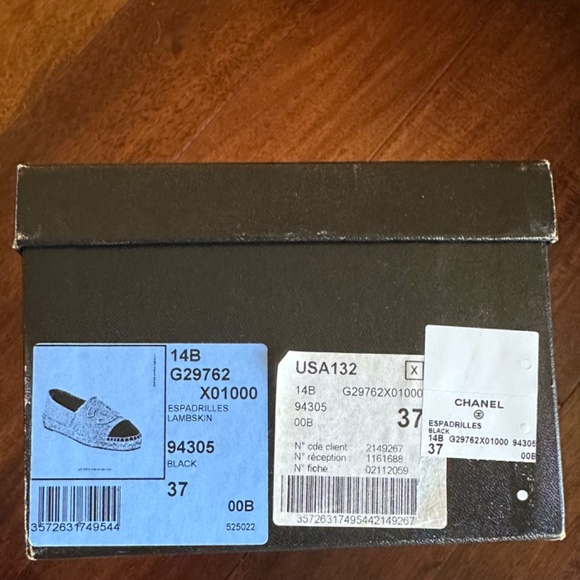 14B
G29762
X01000
ESPADRILLES
LAMBSKIN
94305
BLACK
37
00B
3572631749544
525022
USA132 X
14B G29762X01000
94305 37
00B
N° cde client : 2149267
N° réception : 1161688
N° fiche : 02112059
35726317495442149267
CHANEL
ESPADRILLES
BLACK
14B G29762X01000 94305
37
00B